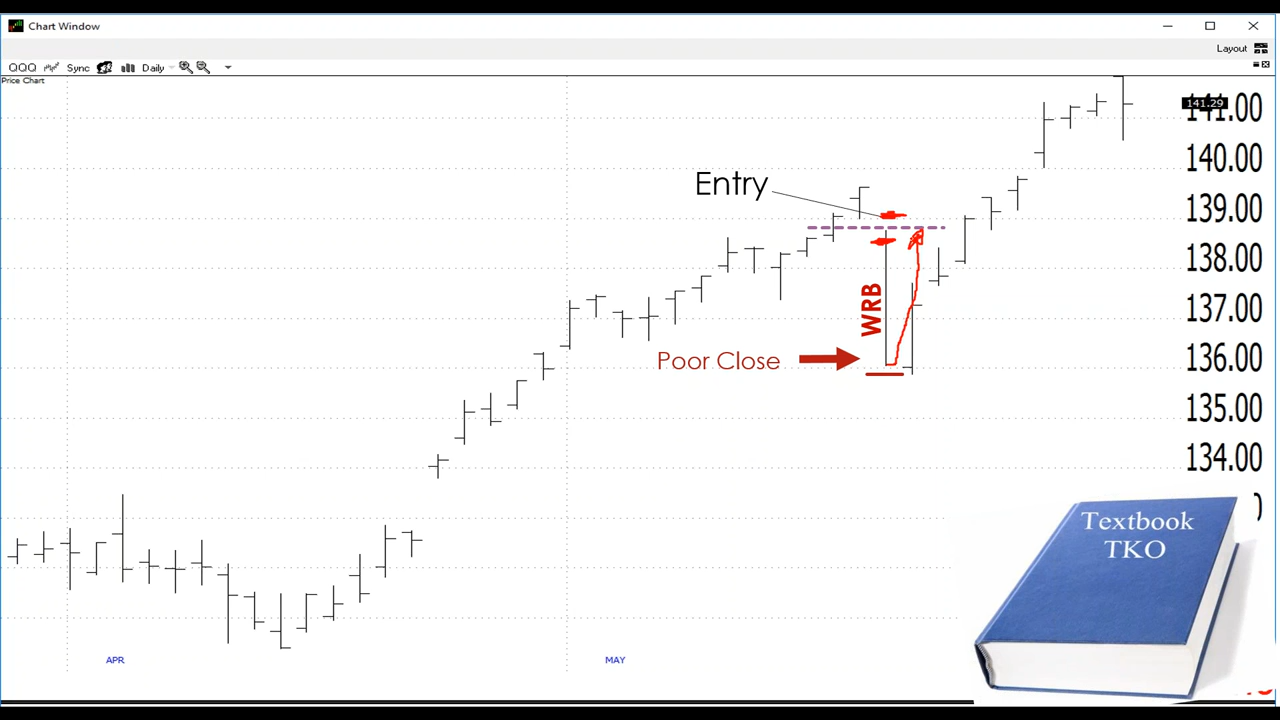 Chart Window
Layout
QQQ Sync Daily
Price Chart
141.29
141.00
140.00
139.00
138.00
137.00
136.00
135.00
134.00
Entry
WRB
Poor Close
Textbook
TKO
APR
MAY